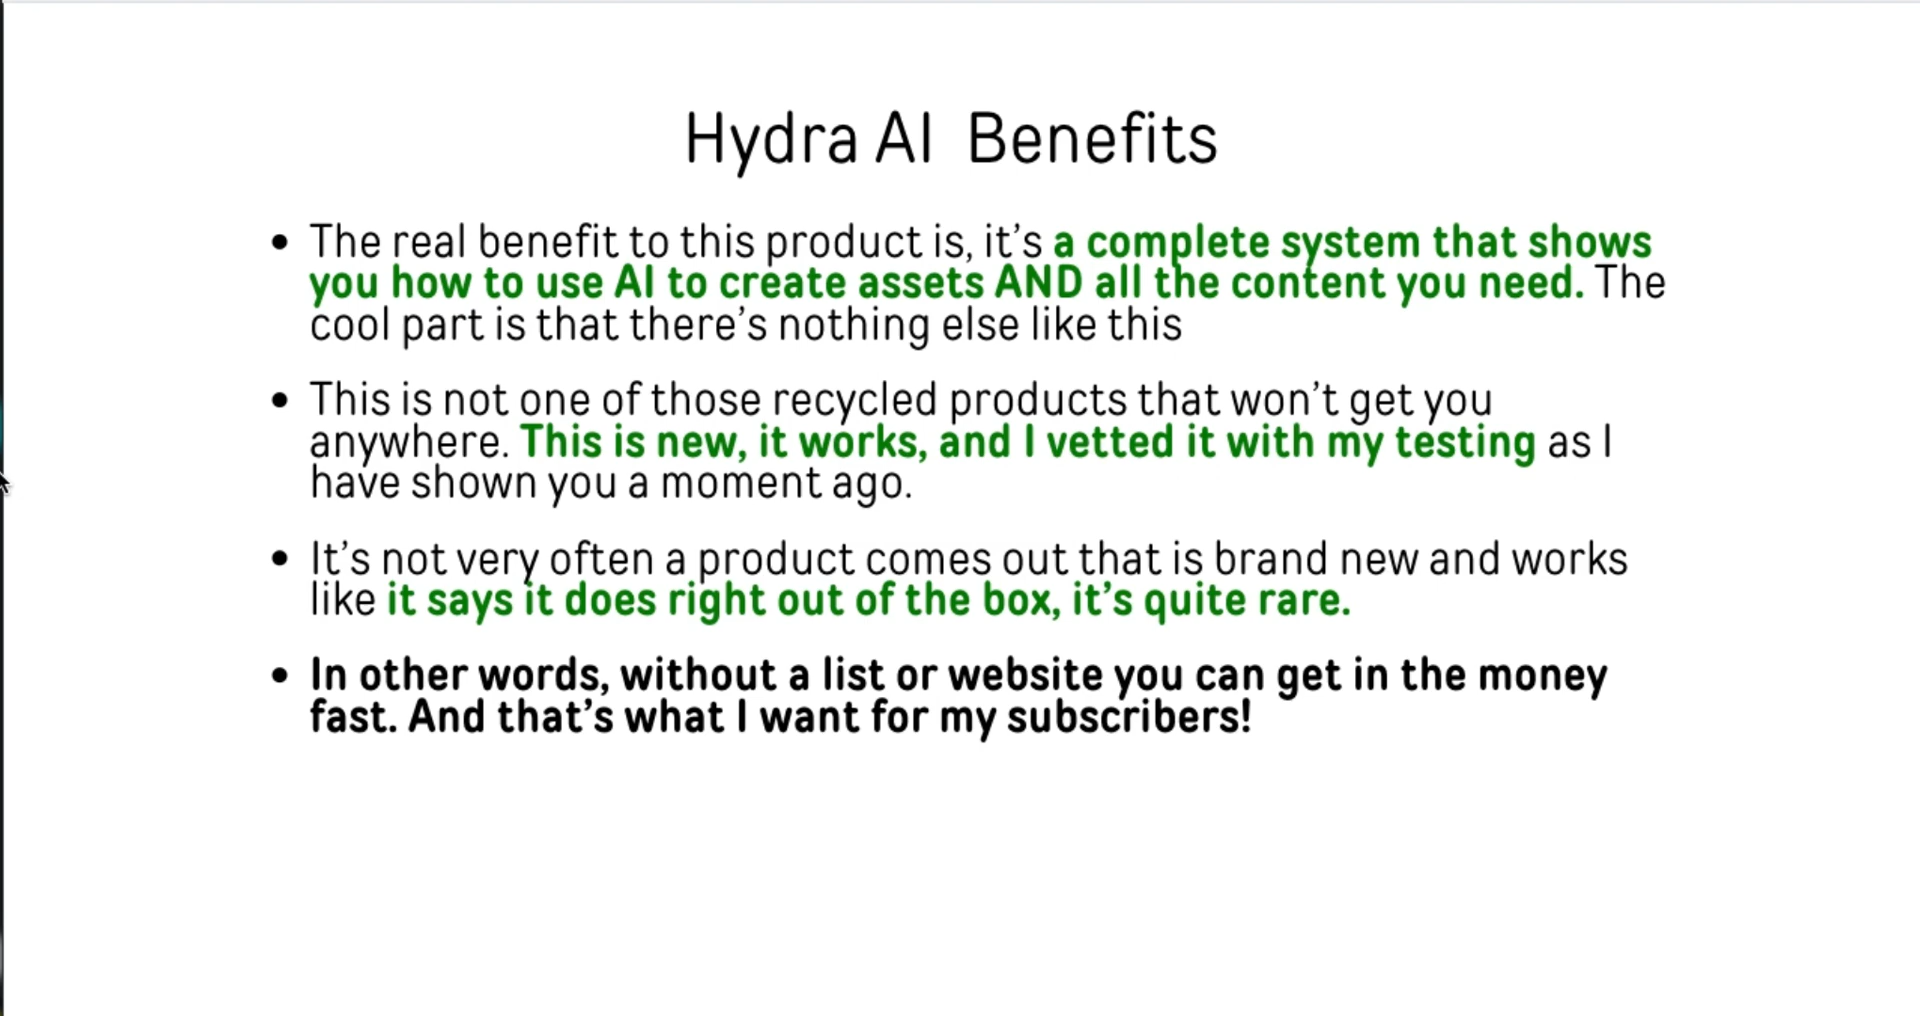 Hydra AI  Benefits
• The real benefit to this product is, it’s a complete system that shows
you how to use AI to create assets AND all the content you need. The
cool part is that there’s nothing else like this
• This is not one of those recycled products that won’t get you
anywhere. This is new, it works, and I vetted it with my testing as I
have shown you a moment ago.
• It’s not very often a product comes out that is brand new and works
like it says it does right out of the box, it’s quite rare.
• In other words, without a list or website you can get in the money
fast. And that’s what I want for my subscribers!